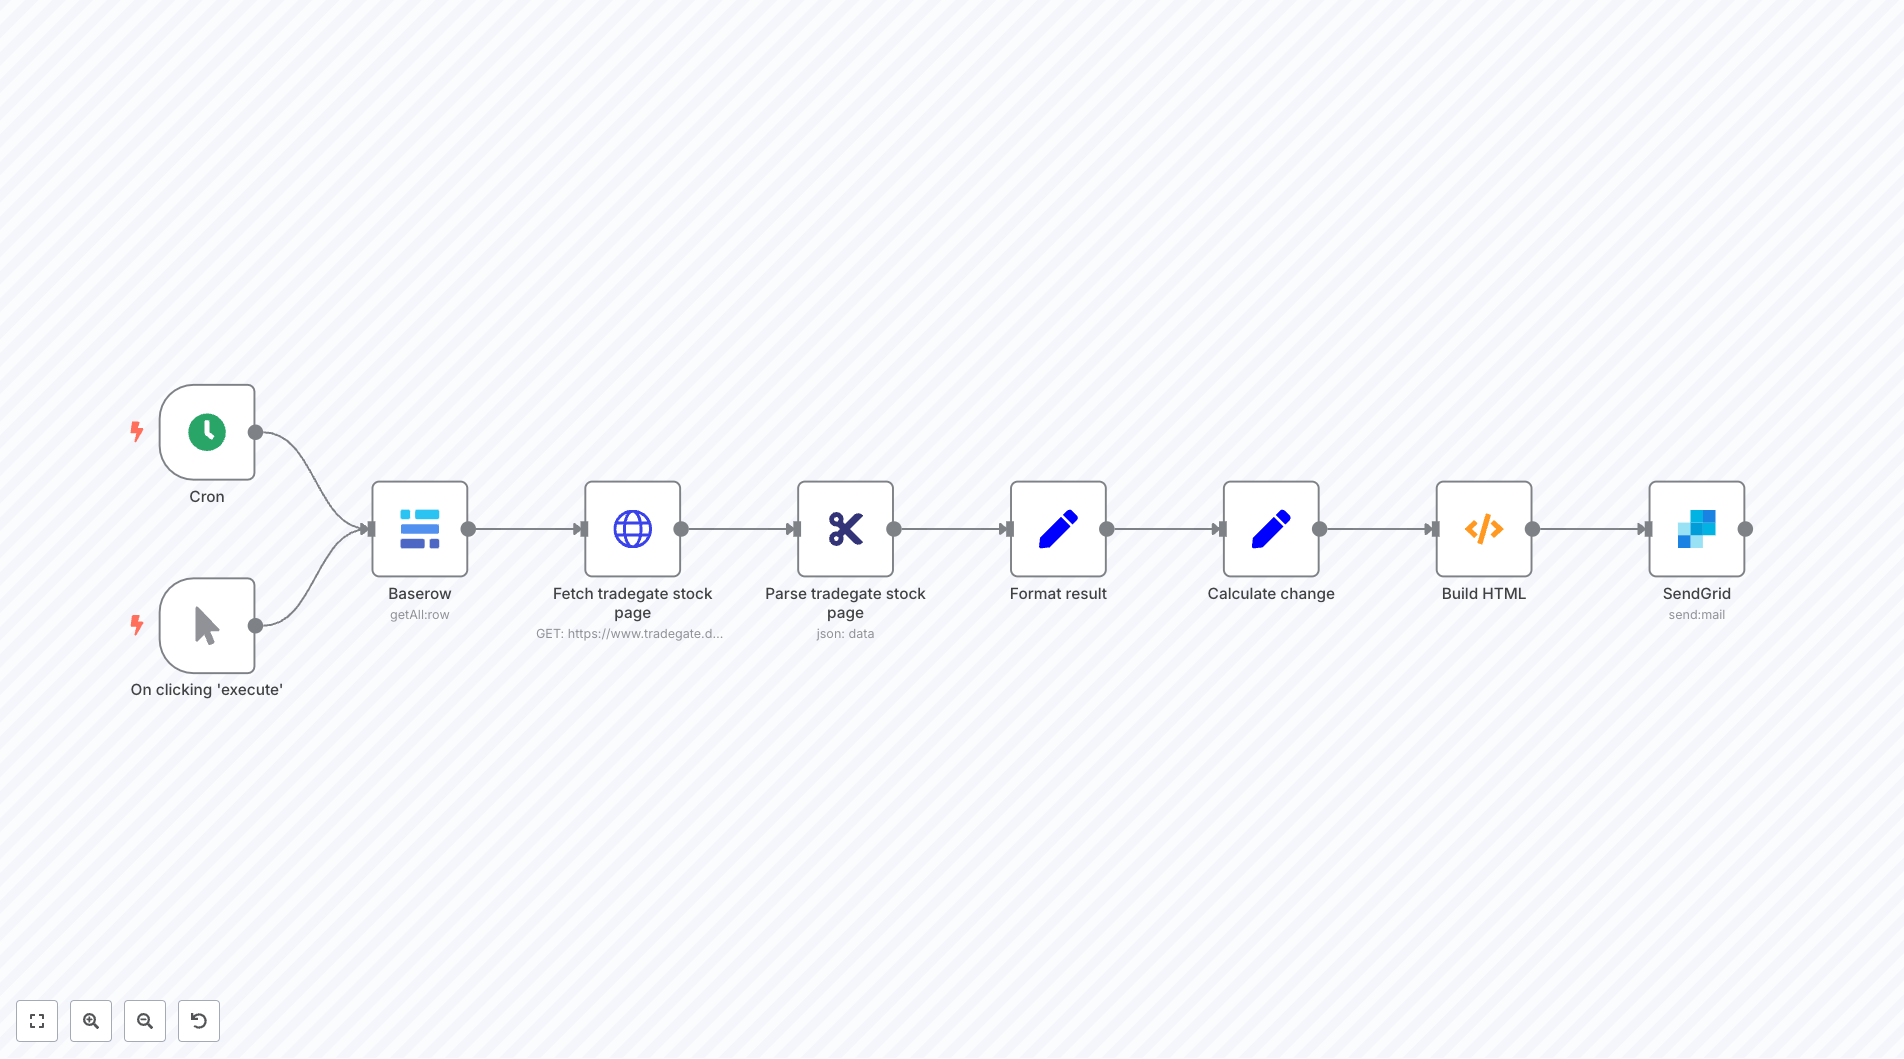 Cron
On clicking 'execute'
Baserow
getAll:row
Fetch tradegate stock
page
GET: https://www.tradegate.d...
Parse tradegate stock
page
json: data
Format result
Calculate change
Build HTML
SendGrid
send:mail